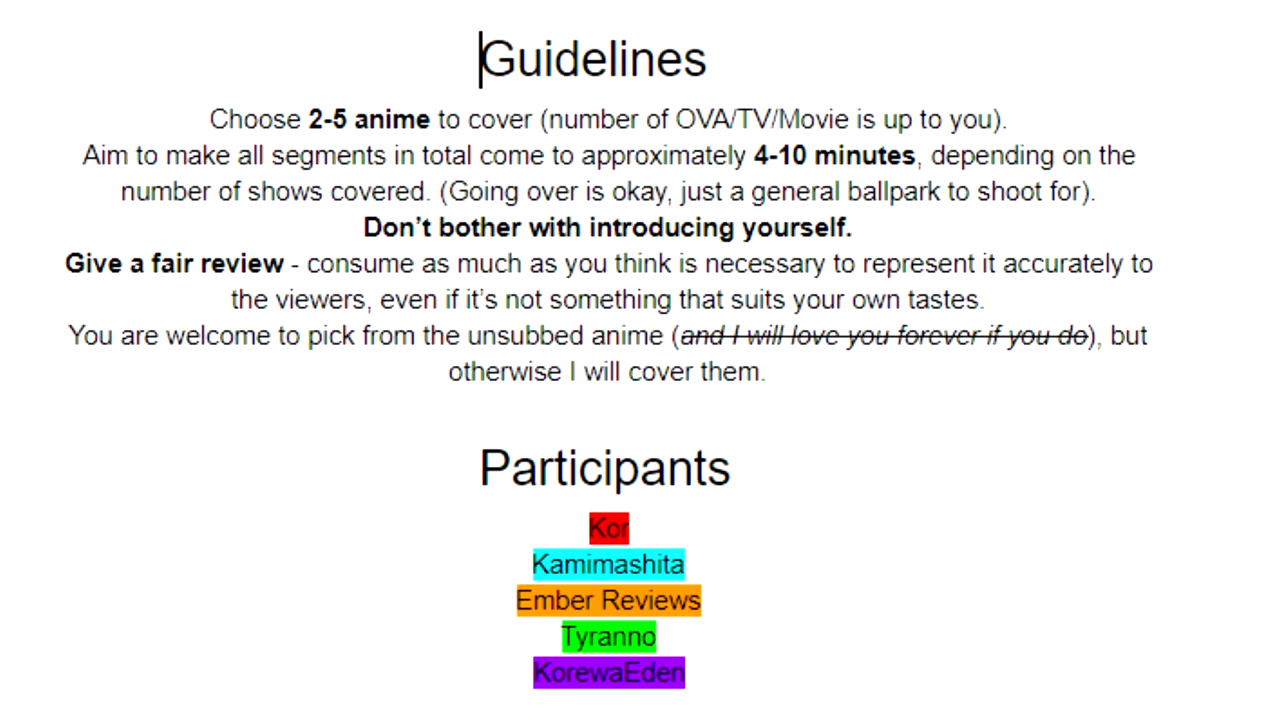 Guidelines
Choose 2-5 anime to cover (number of OVA/TV/Movie is up to you).
Aim to make all segments in total come to approximately 4-10 minutes, depending on the
number of shows covered. (Going over is okay, just a general ballpark to shoot for).
Don’t bother with introducing yourself.
Give a fair review - consume as much as you think is necessary to represent it accurately to
the viewers, even if it’s not something that suits your own tastes.
You are welcome to pick from the unsubbed anime (and I will love you forever if you do), but
otherwise I will cover them.
Participants
Kor
Kamimashita
Ember Reviews
Tyranno
KorewaEden